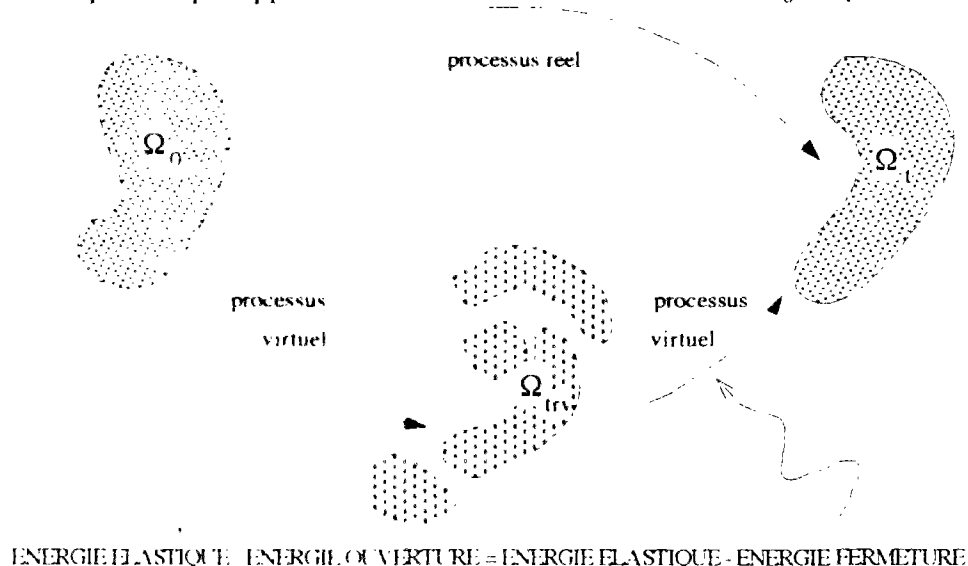 processus reel
Ω0
Ωt
processus
virtuel
processus
virtuel
Ωtrv
ENERGIE ELASTIQUE ENERGIE OUVERTURE = ENERGIE ELASTIQUE - ENERGIE FERMETURE